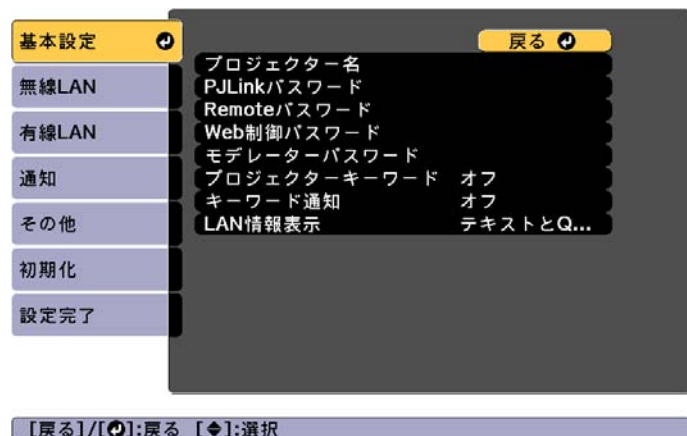 基本設定
無線LAN
有線LAN
通知
その他
初期化
設定完了
戻る
プロジェクター名
PJLinkパスワード
Remoteパスワード
Web制御パスワード
モデレーターパスワード
プロジェクターキーワード オフ
キーワード通知 オフ
LAN情報表示 テキストとQ...
[戻る]/[]:戻る [◆]:選択